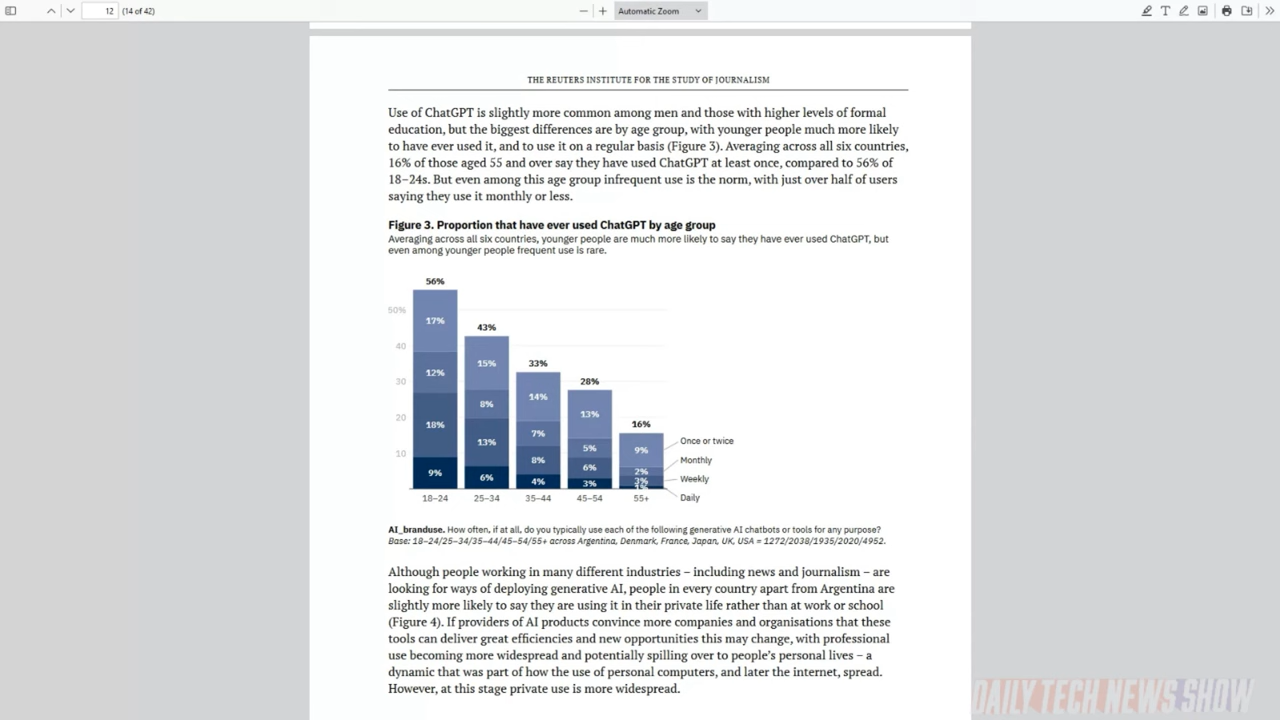 12 (14 of 42) Automatic Zoom
THE REUTERS INSTITUTE FOR THE STUDY OF JOURNALISM
Use of ChatGPT is slightly more common among men and those with higher levels of formal
education, but the biggest differences are by age group, with younger people much more likely
to have ever used it, and to use it on a regular basis (Figure 3). Averaging across all six countries,
16% of those aged 55 and over say they have used ChatGPT at least once, compared to 56% of
18–24s. But even among this age group infrequent use is the norm, with just over half of users
saying they use it monthly or less.
Figure 3. Proportion that have ever used ChatGPT by age group
Averaging across all six countries, younger people are much more likely to say they have ever used ChatGPT, but
even among younger people frequent use is rare.
56%
50%
17%
43%
40
15%
33%
12%
30
28%
14%
8%
13%
20
18%
16%
7%
13%
Once or twice
5%
9%
10
8%
Monthly
6%
2%
9%
6%
4%
3%
3%
Weekly
1%
18–24 25–34 35–44 45–54 55+ Daily
AI_branduse. How often, if at all, do you typically use each of the following generative AI chatbots or tools for any purpose?
Base: 18–24/25–34/35–44/45–54/55+ across Argentina, Denmark, France, Japan, UK, USA = 1272/2038/1935/2020/4952.
Although people working in many different industries – including news and journalism – are
looking for ways of deploying generative AI, people in every country apart from Argentina are
slightly more likely to say they are using it in their private life rather than at work or school
(Figure 4). If providers of AI products convince more companies and organisations that these
tools can deliver great efficiencies and new opportunities this may change, with professional
use becoming more widespread and potentially spilling over to people's personal lives – a
dynamic that was part of how the use of personal computers, and later the internet, spread.
However, at this stage private use is more widespread.
DAILY TECH NEWS SHOW